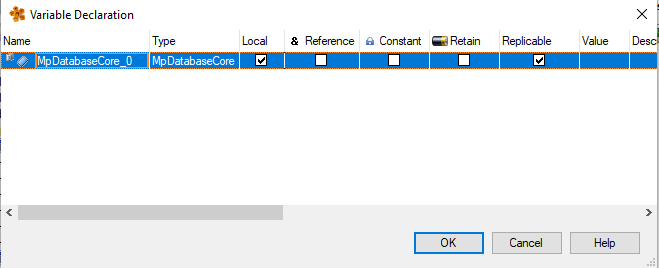 Variable Declaration
Name Type Local & Reference Constant Retain Replicable Value Desc
MpDatabaseCore_0 MpDatabaseCore
OK Cancel Help